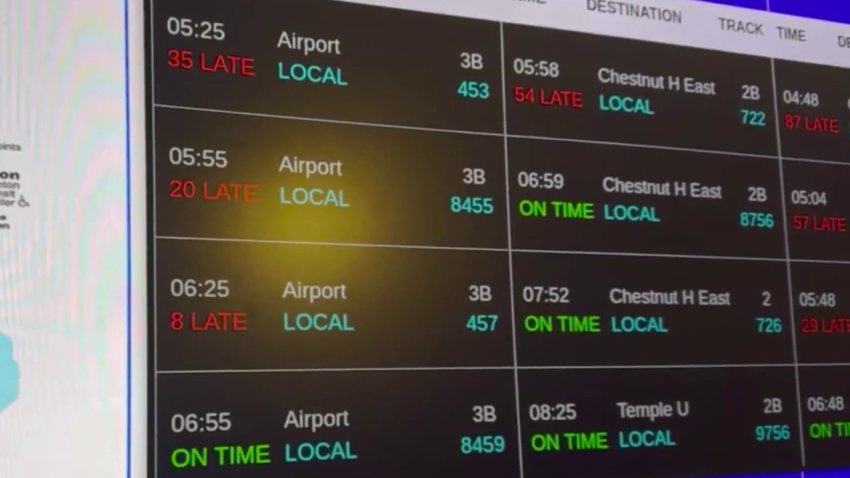 DESTINATION TRACK TIME
05:25 Airport 3B
35 LATE LOCAL 453
05:55 Airport 3B
20 LATE LOCAL 8455
06:25 Airport 3B
8 LATE LOCAL 457
06:55 Airport 3B
ON TIME LOCAL 8459
05:58 Chestnut H East 2B
54 LATE LOCAL 722
06:59 Chestnut H East 2B
ON TIME LOCAL 8756
07:52 Chestnut H East 2
ON TIME LOCAL 726
08:25 Temple U 2B
ON TIME LOCAL 9756
04:48
87 LATE
05:04
57 LATE
05:48
29 LATE
06:48
ON TI